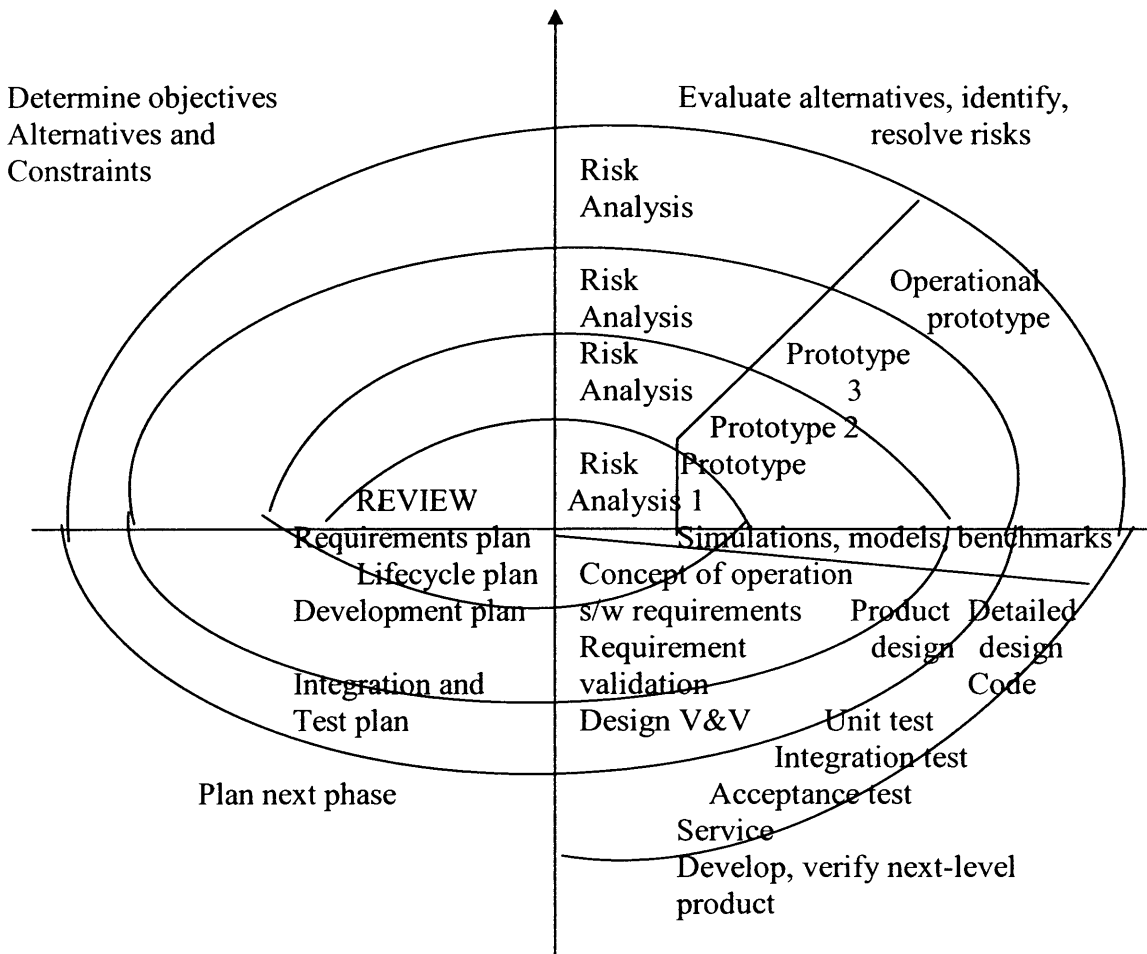 Determine objectives
Alternatives and
Constraints
Evaluate alternatives, identify,
resolve risks
Risk
Analysis
Risk
Analysis
Operational
prototype
Risk
Analysis
Prototype
3
Prototype 2
Risk
Analysis 1
Prototype
REVIEW
Requirements plan
Simulations, models, benchmarks
Lifecycle plan
Development plan
Concept of operation
s/w requirements
Requirement
validation
Design V&V
Product
design
Detailed
design
Code
Integration and
Test plan
Unit test
Integration test
Plan next phase
Acceptance test
Service
Develop, verify next-level
product